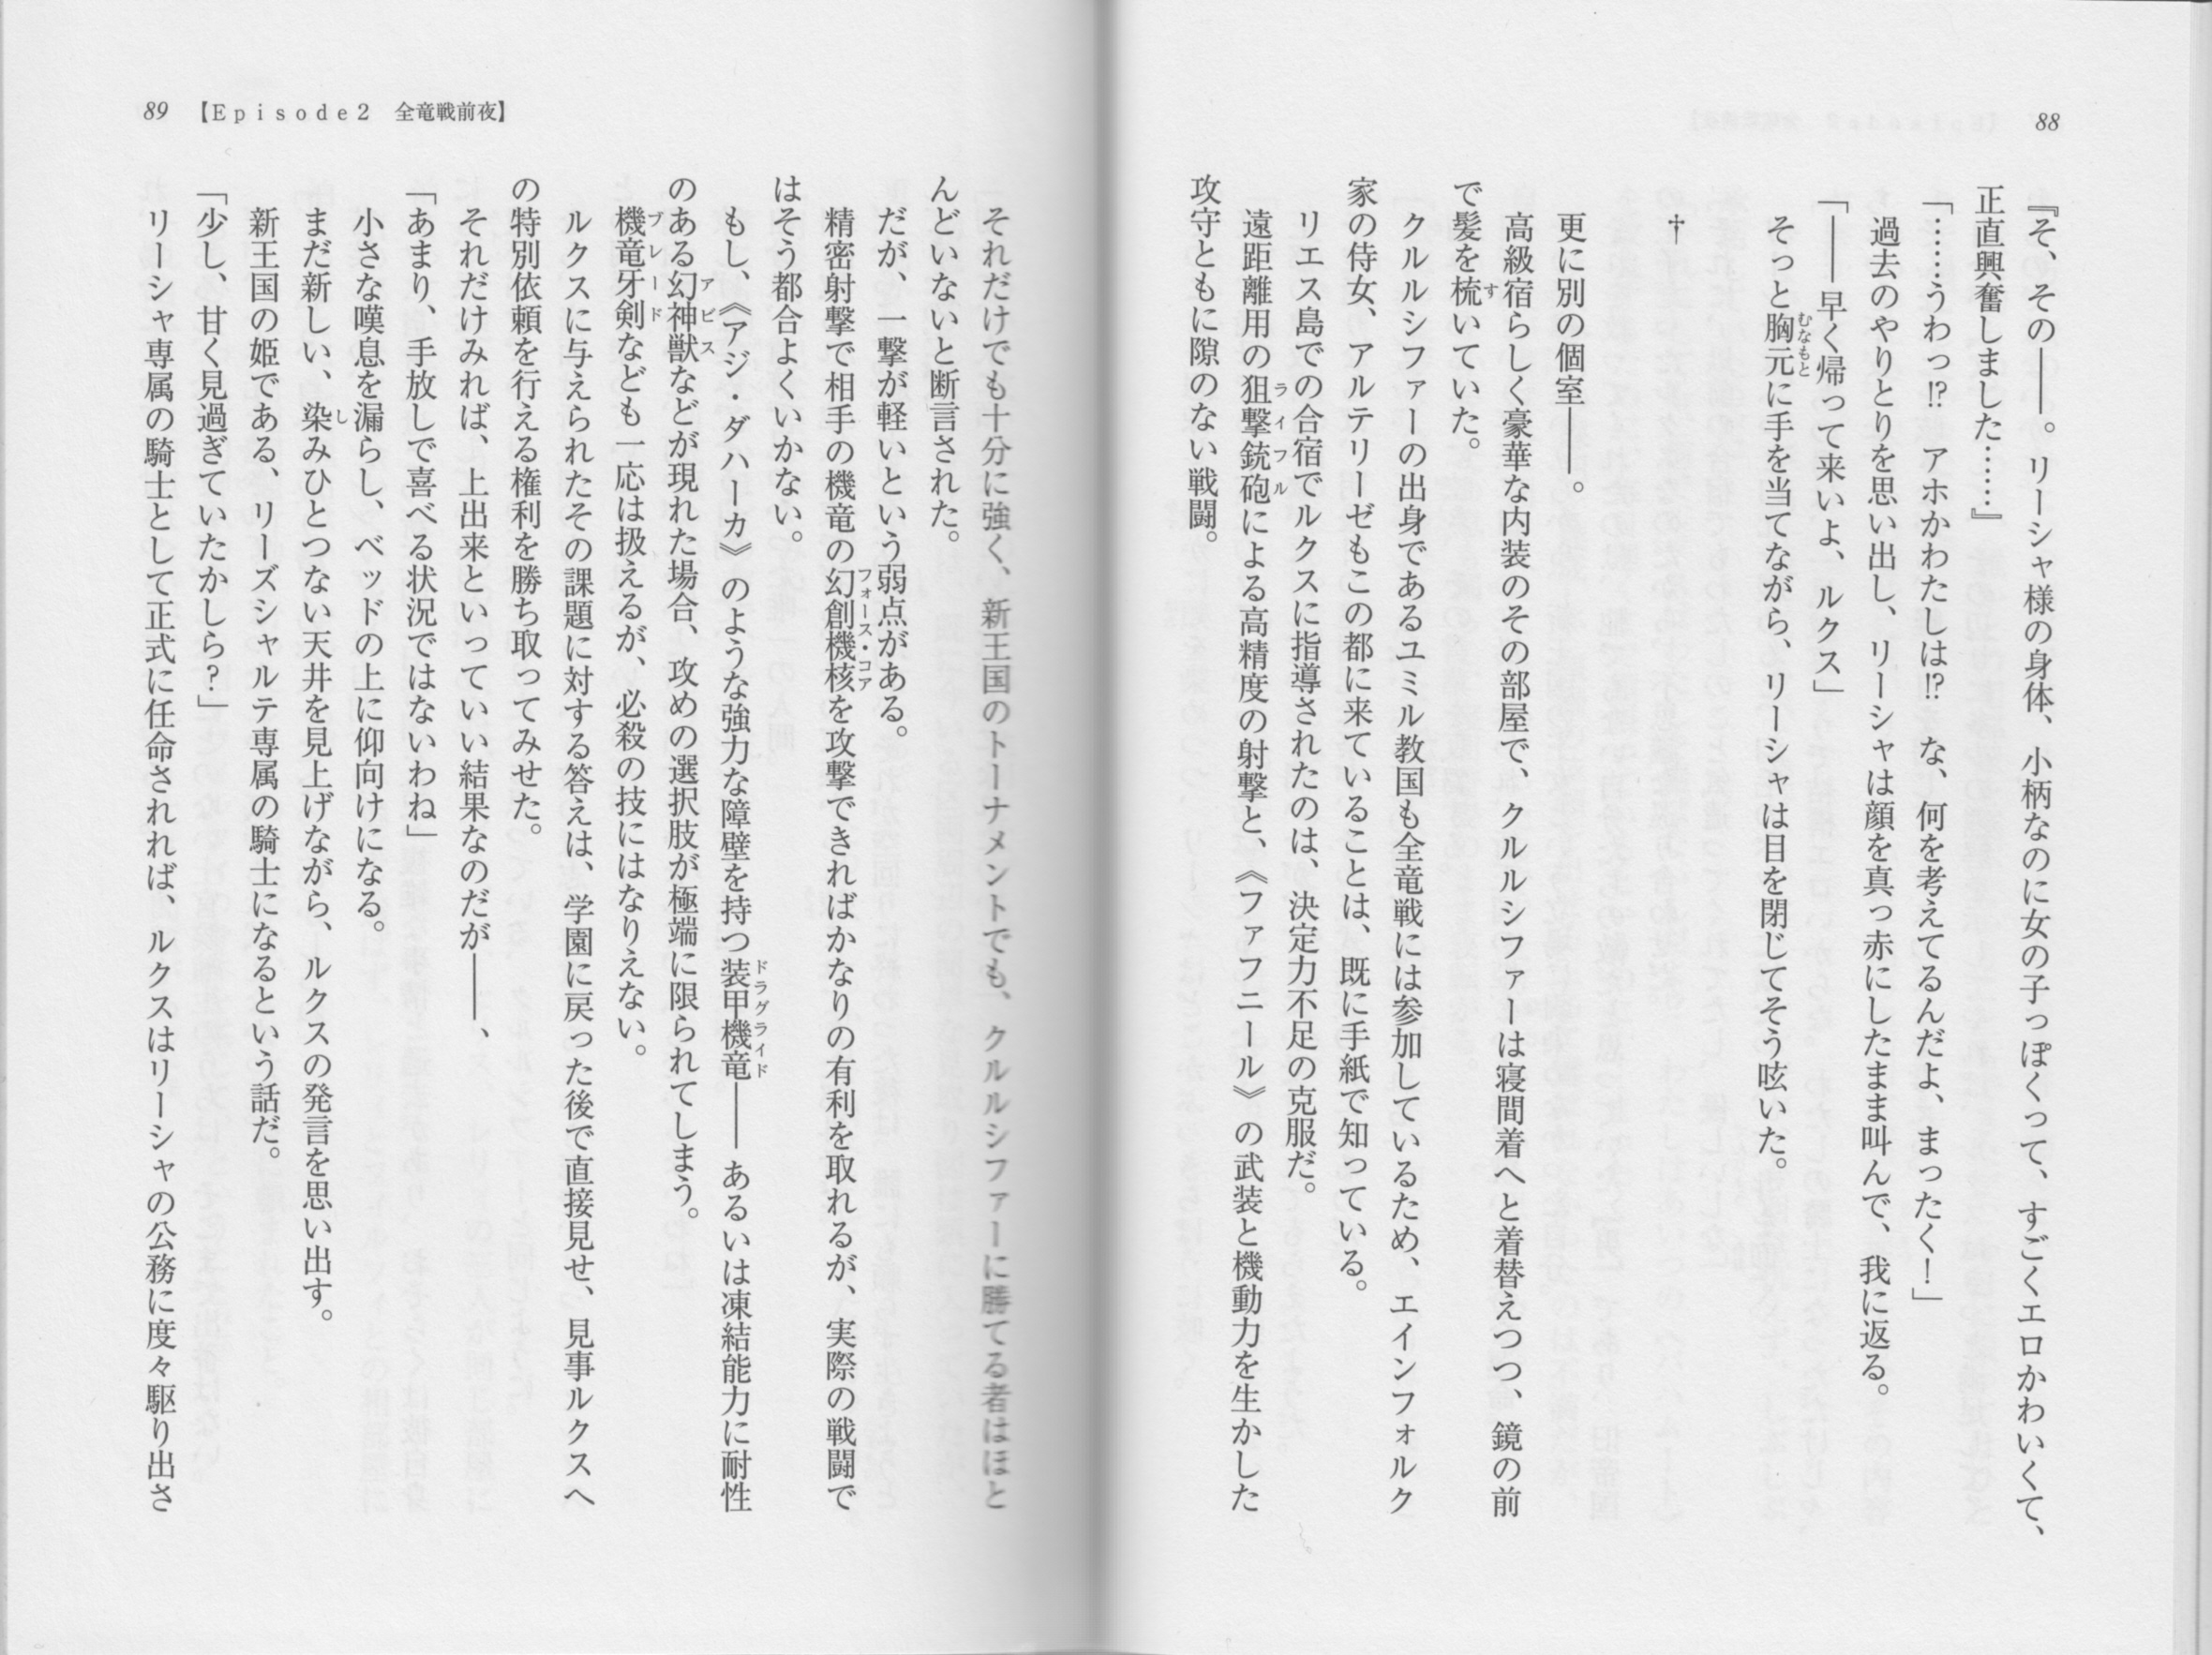 88
『そ、その――。リーシャ様の身体、小柄なのに女の子っぽくって、すごくエロかわいくて、
正直興奮しました……』
「……うわっ!?　アホかわたしは!?　な、何を考えてるんだよ、まったく！」
過去のやりとりを思い出し、リーシャは顔を真っ赤にしたまま叫んで、我に返る。
「――早く帰って来いよ、ルクス」
そっと胸元に手を当てながら、リーシャは目を閉じてそう呟いた。
むなもと
†
更に別の個室――。
高級宿らしく豪華な内装のその部屋で、クルルシファーは寝間着へと着替えつつ、鏡の前
で髪を梳いていた。
す
クルルシファーの出身であるユミル教国も全竜戦には参加しているため、エインフォルク
家の侍女、アルテリーゼもこの都に来ていることは、既に手紙で知っている。
リエス島での合宿でルクスに指導されたのは、決定力不足の克服だ。
遠距離用の狙撃銃砲による高精度の射撃と、《ファフニール》の武装と機動力を生かした
ライフル
攻守ともに隙のない戦闘。
89 【Episode2　全竜戦前夜】
それだけでも十分に強く、新王国のトーナメントでも、クルルシファーに勝てる者はほと
んどいないと断言された。
だが、一撃が軽いという弱点がある。
精密射撃で相手の機竜の幻創機核を攻撃できればかなりの有利を取れるが、実際の戦闘で
フォース・コア
はそう都合よくいかない。
もし、《アジ・ダハーカ》のような強力な障壁を持つ装甲機竜――あるいは凍結能力に耐性
ドラグライド
のある幻神獣などが現れた場合、攻めの選択肢が極端に限られてしまう。
アビス
機竜牙剣なども一応は扱えるが、必殺の技にはなりえない。
ブレード
ルクスに与えられたその課題に対する答えは、学園に戻った後で直接見せ、見事ルクスへ
の特別依頼を行える権利を勝ち取ってみせた。
それだけみれば、上出来といっていい結果なのだが――、
「あまり、手放しで喜べる状況ではないわね」
小さな嘆息を漏らし、ベッドの上に仰向けになる。
まだ新しい、染みひとつない天井を見上げながら、ルクスの発言を思い出す。
し
新王国の姫である、リーズシャルテ専属の騎士になるという話だ。
「少し、甘く見過ぎていたかしら？」
リーシャ専属の騎士として正式に任命されれば、ルクスはリーシャの公務に度々駆り出さ